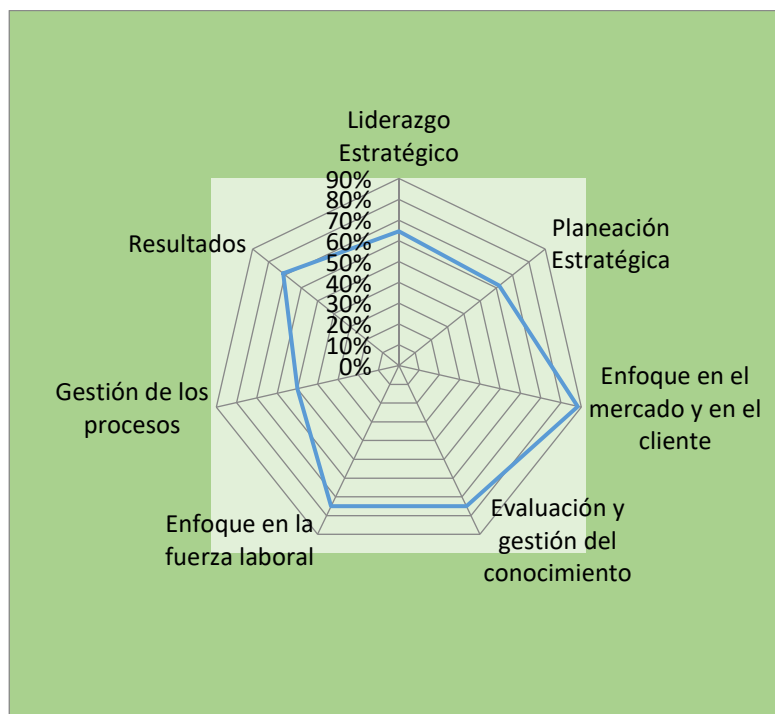 Liderazgo
Estratégico
90%
80%
70%
60%
50%
40%
30%
20%
10%
0%
Planeación
Estratégica
Enfoque en el
mercado y en el
cliente
Evaluación y
gestión del
conocimiento
Enfoque en la
fuerza laboral
Gestión de los
procesos
Resultados